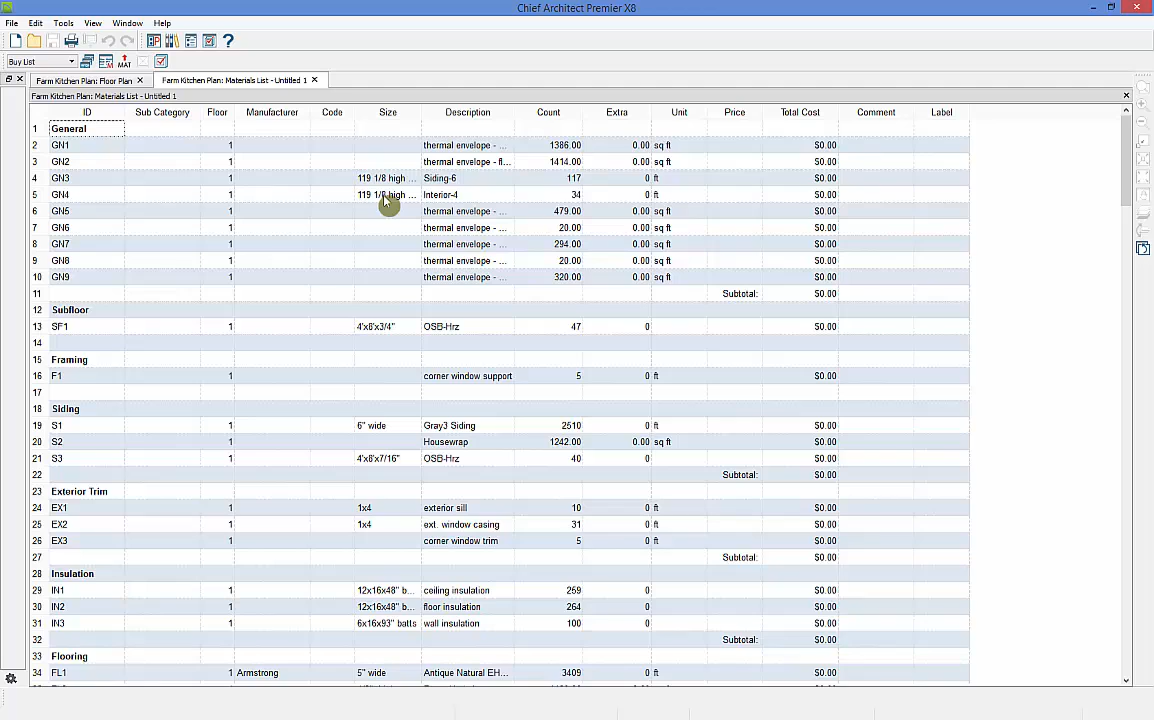 Chief Architect Premier X8
File Edit Tools View Window Help
Buy List MAT
Farm Kitchen Plan: Floor Plan Farm Kitchen Plan: Materials List - Untitled 1
Farm Kitchen Plan: Materials List - Untitled 1
ID Sub Category Floor Manufacturer Code Size Description Count Extra Unit Price Total Cost Comment Label
1 General
2 GN1 1 thermal envelope - ... 1386.00 0.00 sq ft $0.00
3 GN2 1 thermal envelope - fl... 1414.00 0.00 sq ft $0.00
4 GN3 1 119 1/8 high ... Siding-6 117 0 ft $0.00
5 GN4 1 119 1/8 high ... Interior-4 34 0 ft $0.00
6 GN5 1 thermal envelope - ... 479.00 0.00 sq ft $0.00
7 GN6 1 thermal envelope - ... 20.00 0.00 sq ft $0.00
8 GN7 1 thermal envelope - ... 294.00 0.00 sq ft $0.00
9 GN8 1 thermal envelope - ... 20.00 0.00 sq ft $0.00
10 GN9 1 thermal envelope - ... 320.00 0.00 sq ft $0.00
11 Subtotal: $0.00
12 Subfloor
13 SF1 1 4'x8'x3/4" OSB-Hrz 47 0 $0.00
14
15 Framing
16 F1 1 corner window support 5 0 ft $0.00
17
18 Siding
19 S1 1 6" wide Gray3 Siding 2510 0 ft $0.00
20 S2 1 Housewrap 1242.00 0.00 sq ft $0.00
21 S3 1 4'x8'x7/16" OSB-Hrz 40 0 $0.00
22 Subtotal: $0.00
23 Exterior Trim
24 EX1 1 1x4 exterior sill 10 0 ft $0.00
25 EX2 1 1x4 ext. window casing 31 0 ft $0.00
26 EX3 1 corner window trim 5 0 ft $0.00
27 Subtotal: $0.00
28 Insulation
29 IN1 1 12x16x48" b... ceiling insulation 259 0 $0.00
30 IN2 1 12x16x48" b... floor insulation 264 0 $0.00
31 IN3 1 6x16x93" batts wall insulation 100 0 $0.00
32 Subtotal: $0.00
33 Flooring
34 FL1 1 Armstrong 5" wide Antique Natural EH... 3409 0 ft $0.00